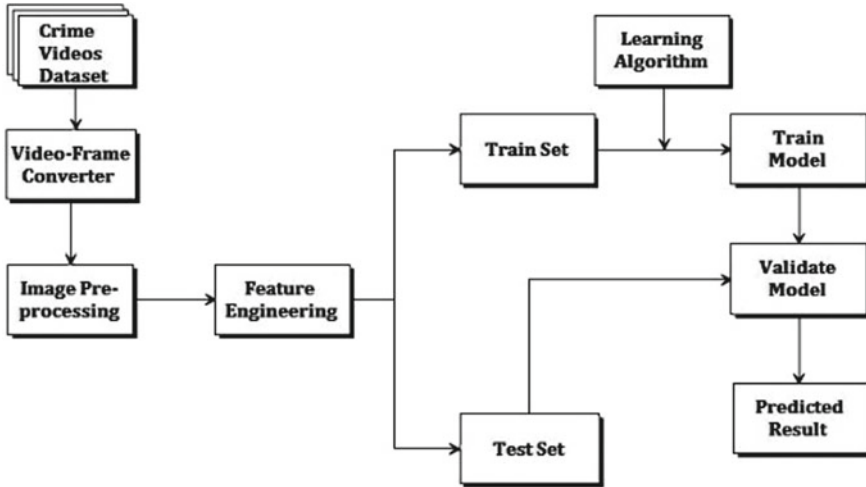 Crime
Videos
Dataset
Video-Frame
Converter
Image Pre-
processing
Feature
Engineering
Train Set
Learning
Algorithm
Train
Model
Validate
Model
Test Set
Predicted
Result